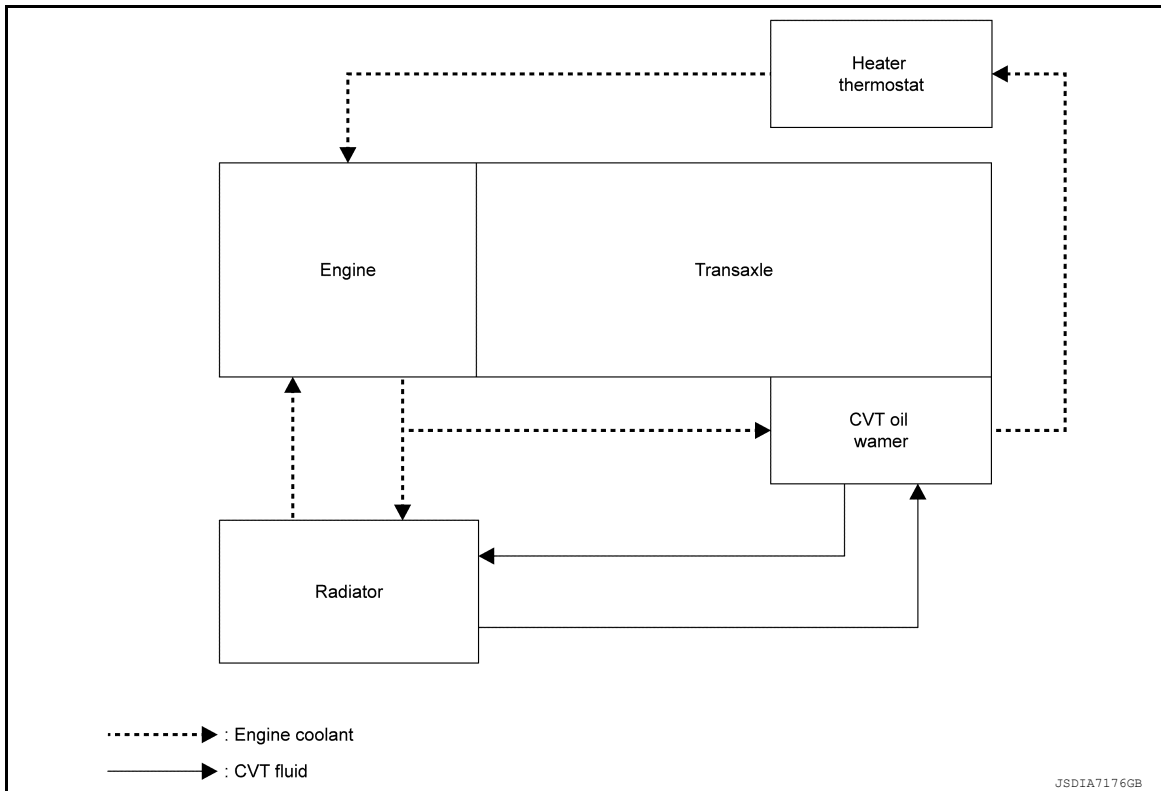 Heater
thermostat
Engine
Transaxle
CVT oil
wamer
Radiator
: Engine coolant
: CVT fluid
JSDIA7176GB